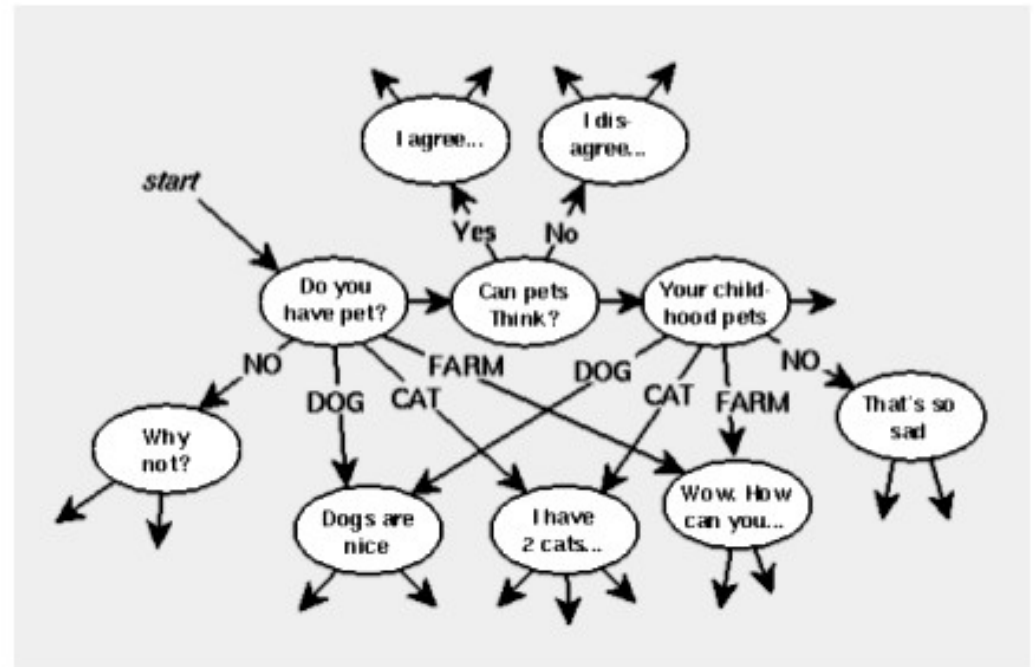 I agree...
I dis-
agree...
start
Yes
No
Do you
have pet?
Can pets
Think?
Your child-
hood pets
NO
DOG
CAT
FARM
DOG
CAT
FARM
NO
Why
not?
That's so
sad
Dogs are
nice
I have
2 cats...
Wow. How
can you...